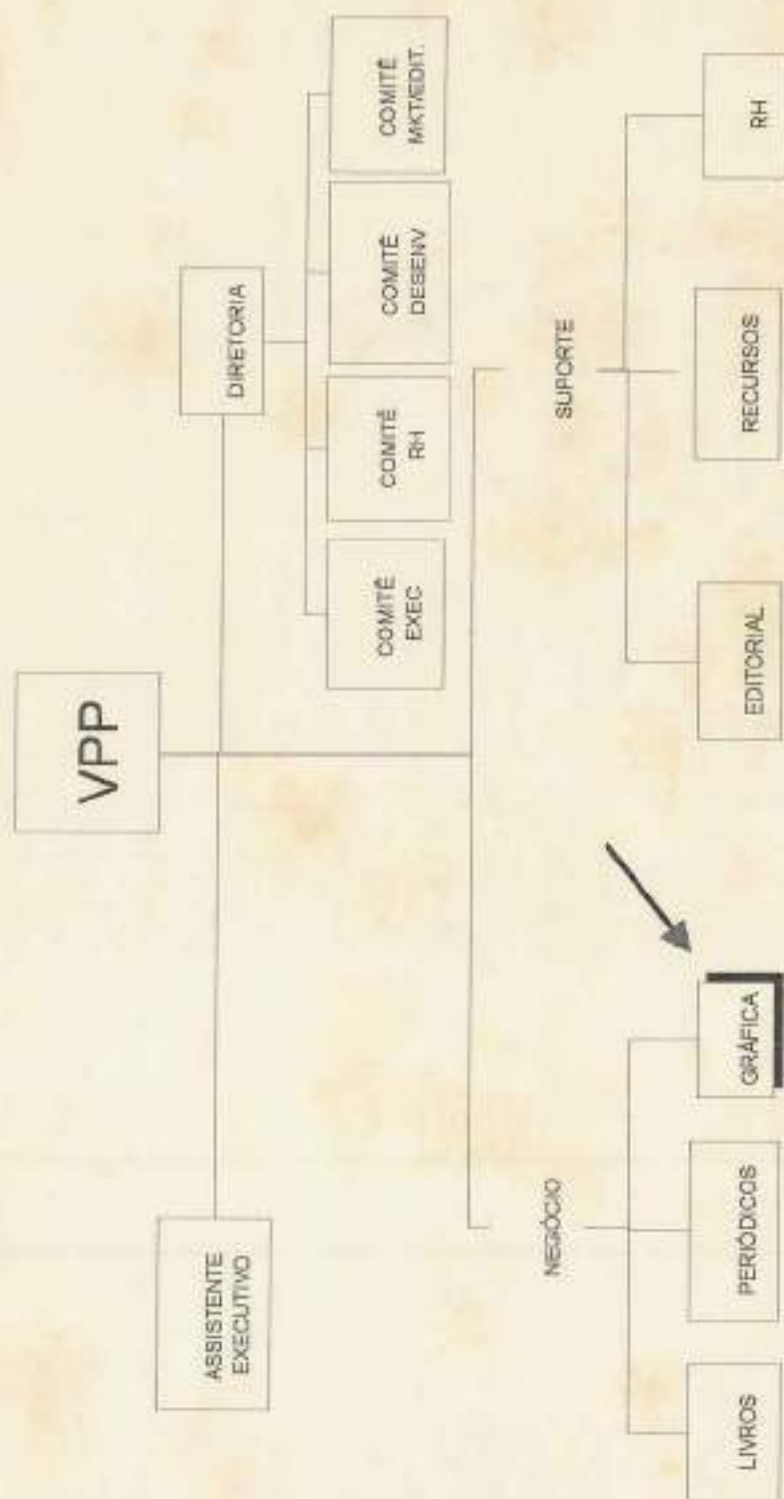 VPP
ASSISTENTE
EXECUTIVO
DIRETORIA
COMITÊ
EXEC
COMITÊ
RH
COMITÊ
DESENV
COMITÊ
MKT/EDIT.
NEGÓCIO
SUPORTE
LIVROS
PERIÓDICOS
GRÁFICA
EDITORIAL
RECURSOS
RH